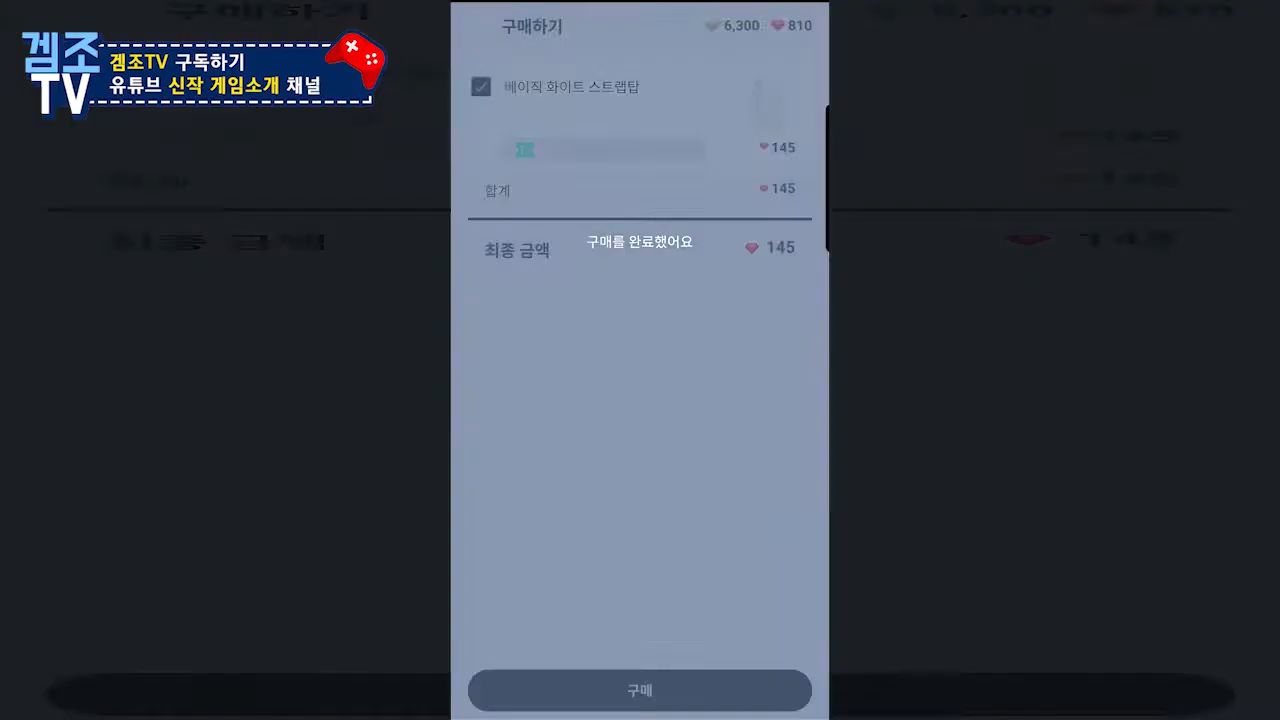 겜조
TV
겜조TV 구독하기
유튜브 신작 게임소개 채널
구매하기
6,300
810
베이직 화이트 스트랩탑
145
합계
145
구매를 완료했어요
최종 금액
145
구매